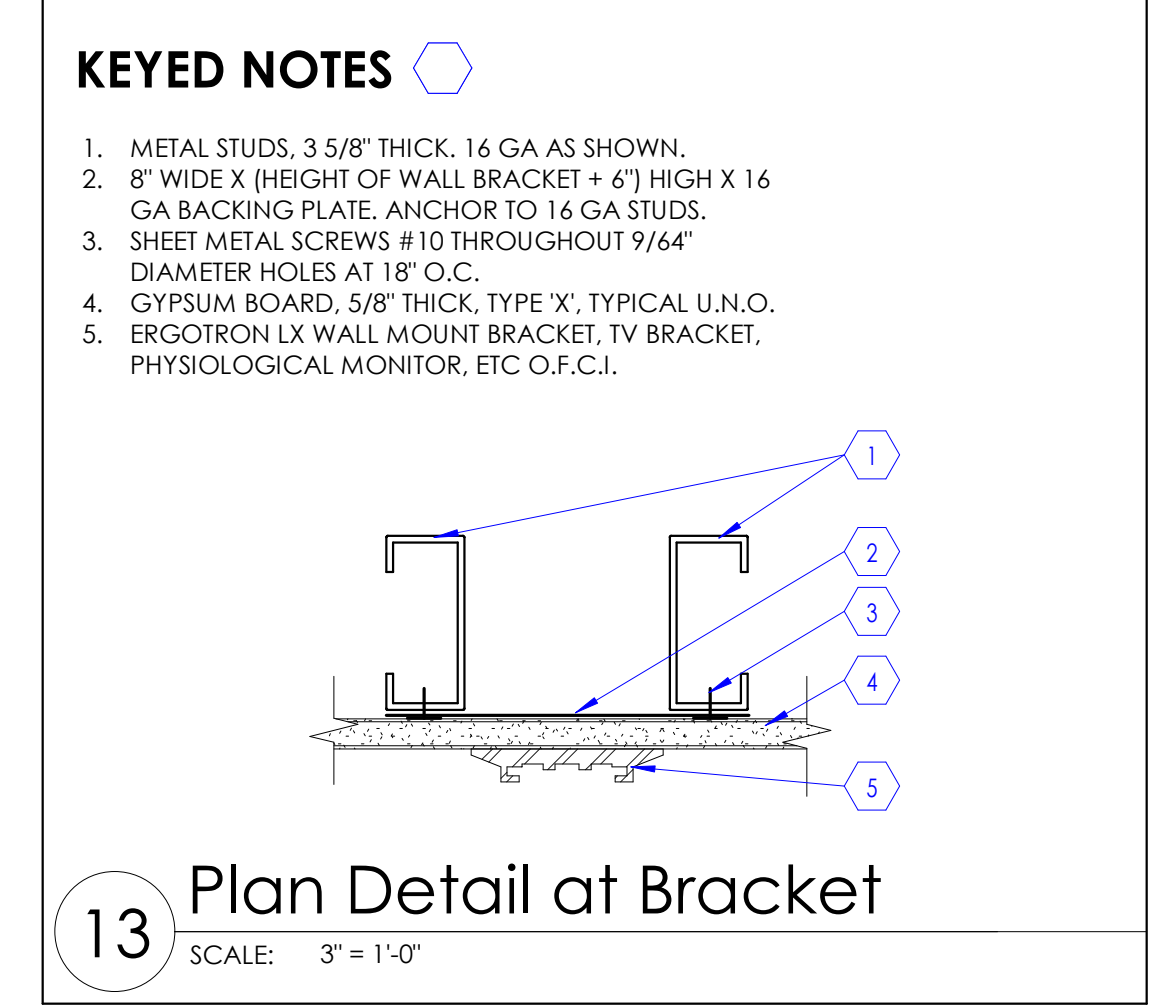 KEYED NOTES
1. METAL STUDS, 3 5/8" THICK. 16 GA AS SHOWN.
2. 8" WIDE X (HEIGHT OF WALL BRACKET + 6") HIGH X 16
GA BACKING PLATE. ANCHOR TO 16 GA STUDS.
3. SHEET METAL SCREWS #10 THROUGHOUT 9/64"
DIAMETER HOLES AT 18" O.C.
4. GYPSUM BOARD, 5/8" THICK, TYPE 'X', TYPICAL U.N.O.
5. ERGOTRON LX WALL MOUNT BRACKET, TV BRACKET,
PHYSIOLOGICAL MONITOR, ETC O.F.C.I.
1
2
3
4
5
13 Plan Detail at Bracket
SCALE: 3" = 1'-0"